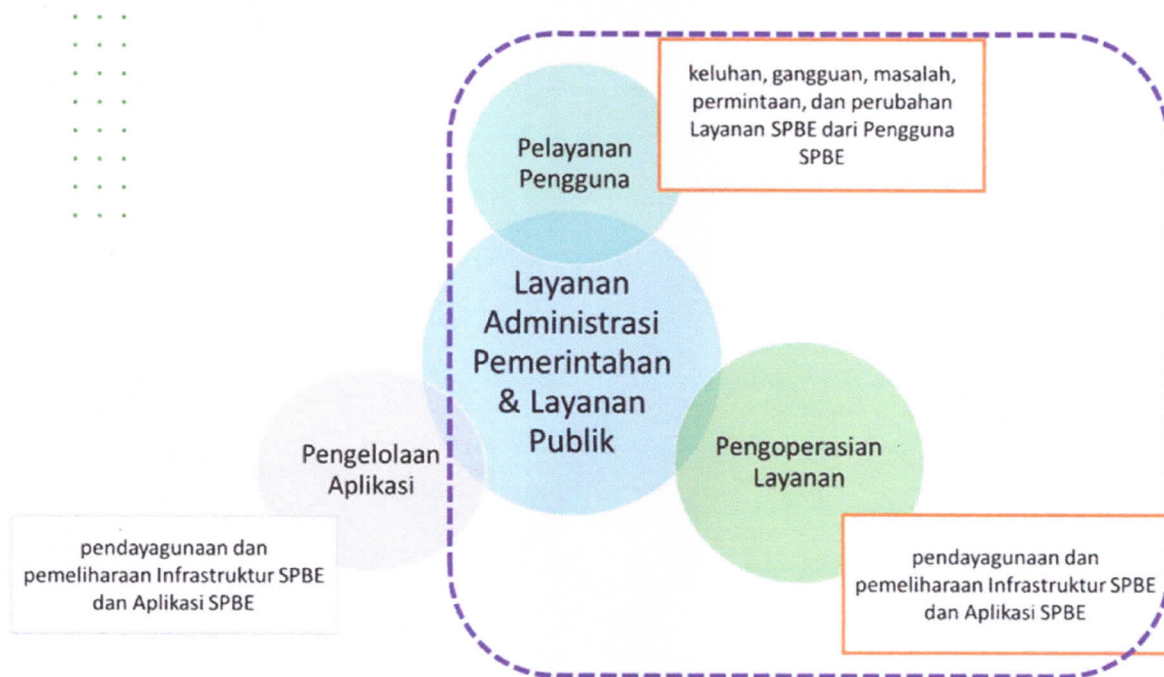 keluhan, gangguan, masalah,
permintaan, dan perubahan
Layanan SPBE dari Pengguna
SPBE
Pelayanan
Pengguna
Layanan
Administrasi
Pemerintahan
& Layanan
Publik
Pengelolaan
Aplikasi
Pengoperasian
Layanan
pendayagunaan dan
pemeliharaan Infrastruktur SPBE
dan Aplikasi SPBE
pendayagunaan dan
pemeliharaan Infrastruktur SPBE
dan Aplikasi SPBE